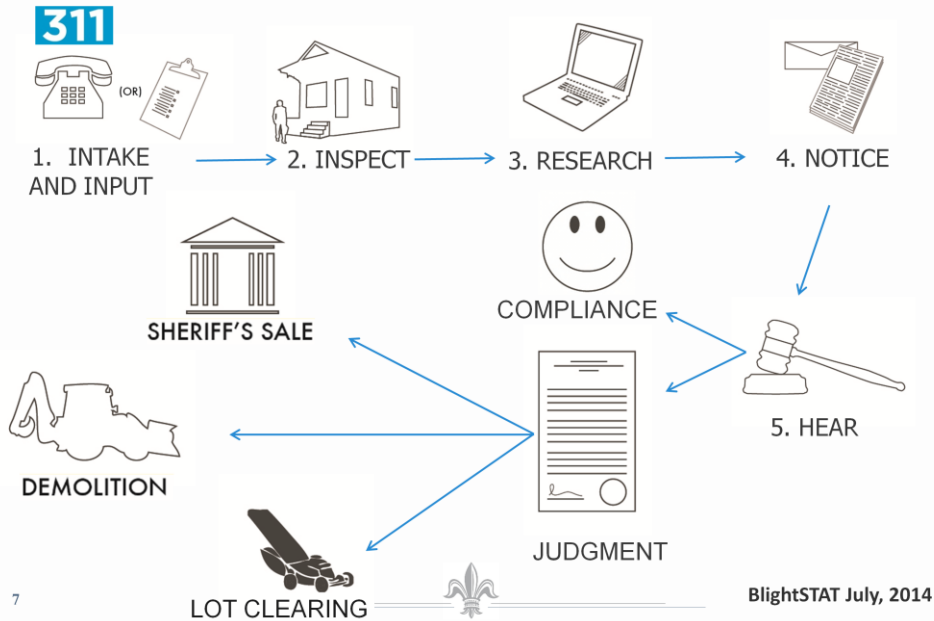 311
(OR)
1. INTAKE
AND INPUT
2. INSPECT
3. RESEARCH
4. NOTICE
COMPLIANCE
SHERIFF'S SALE
5. HEAR
DEMOLITION
JUDGMENT
LOT CLEARING
7
BlightSTAT July, 2014